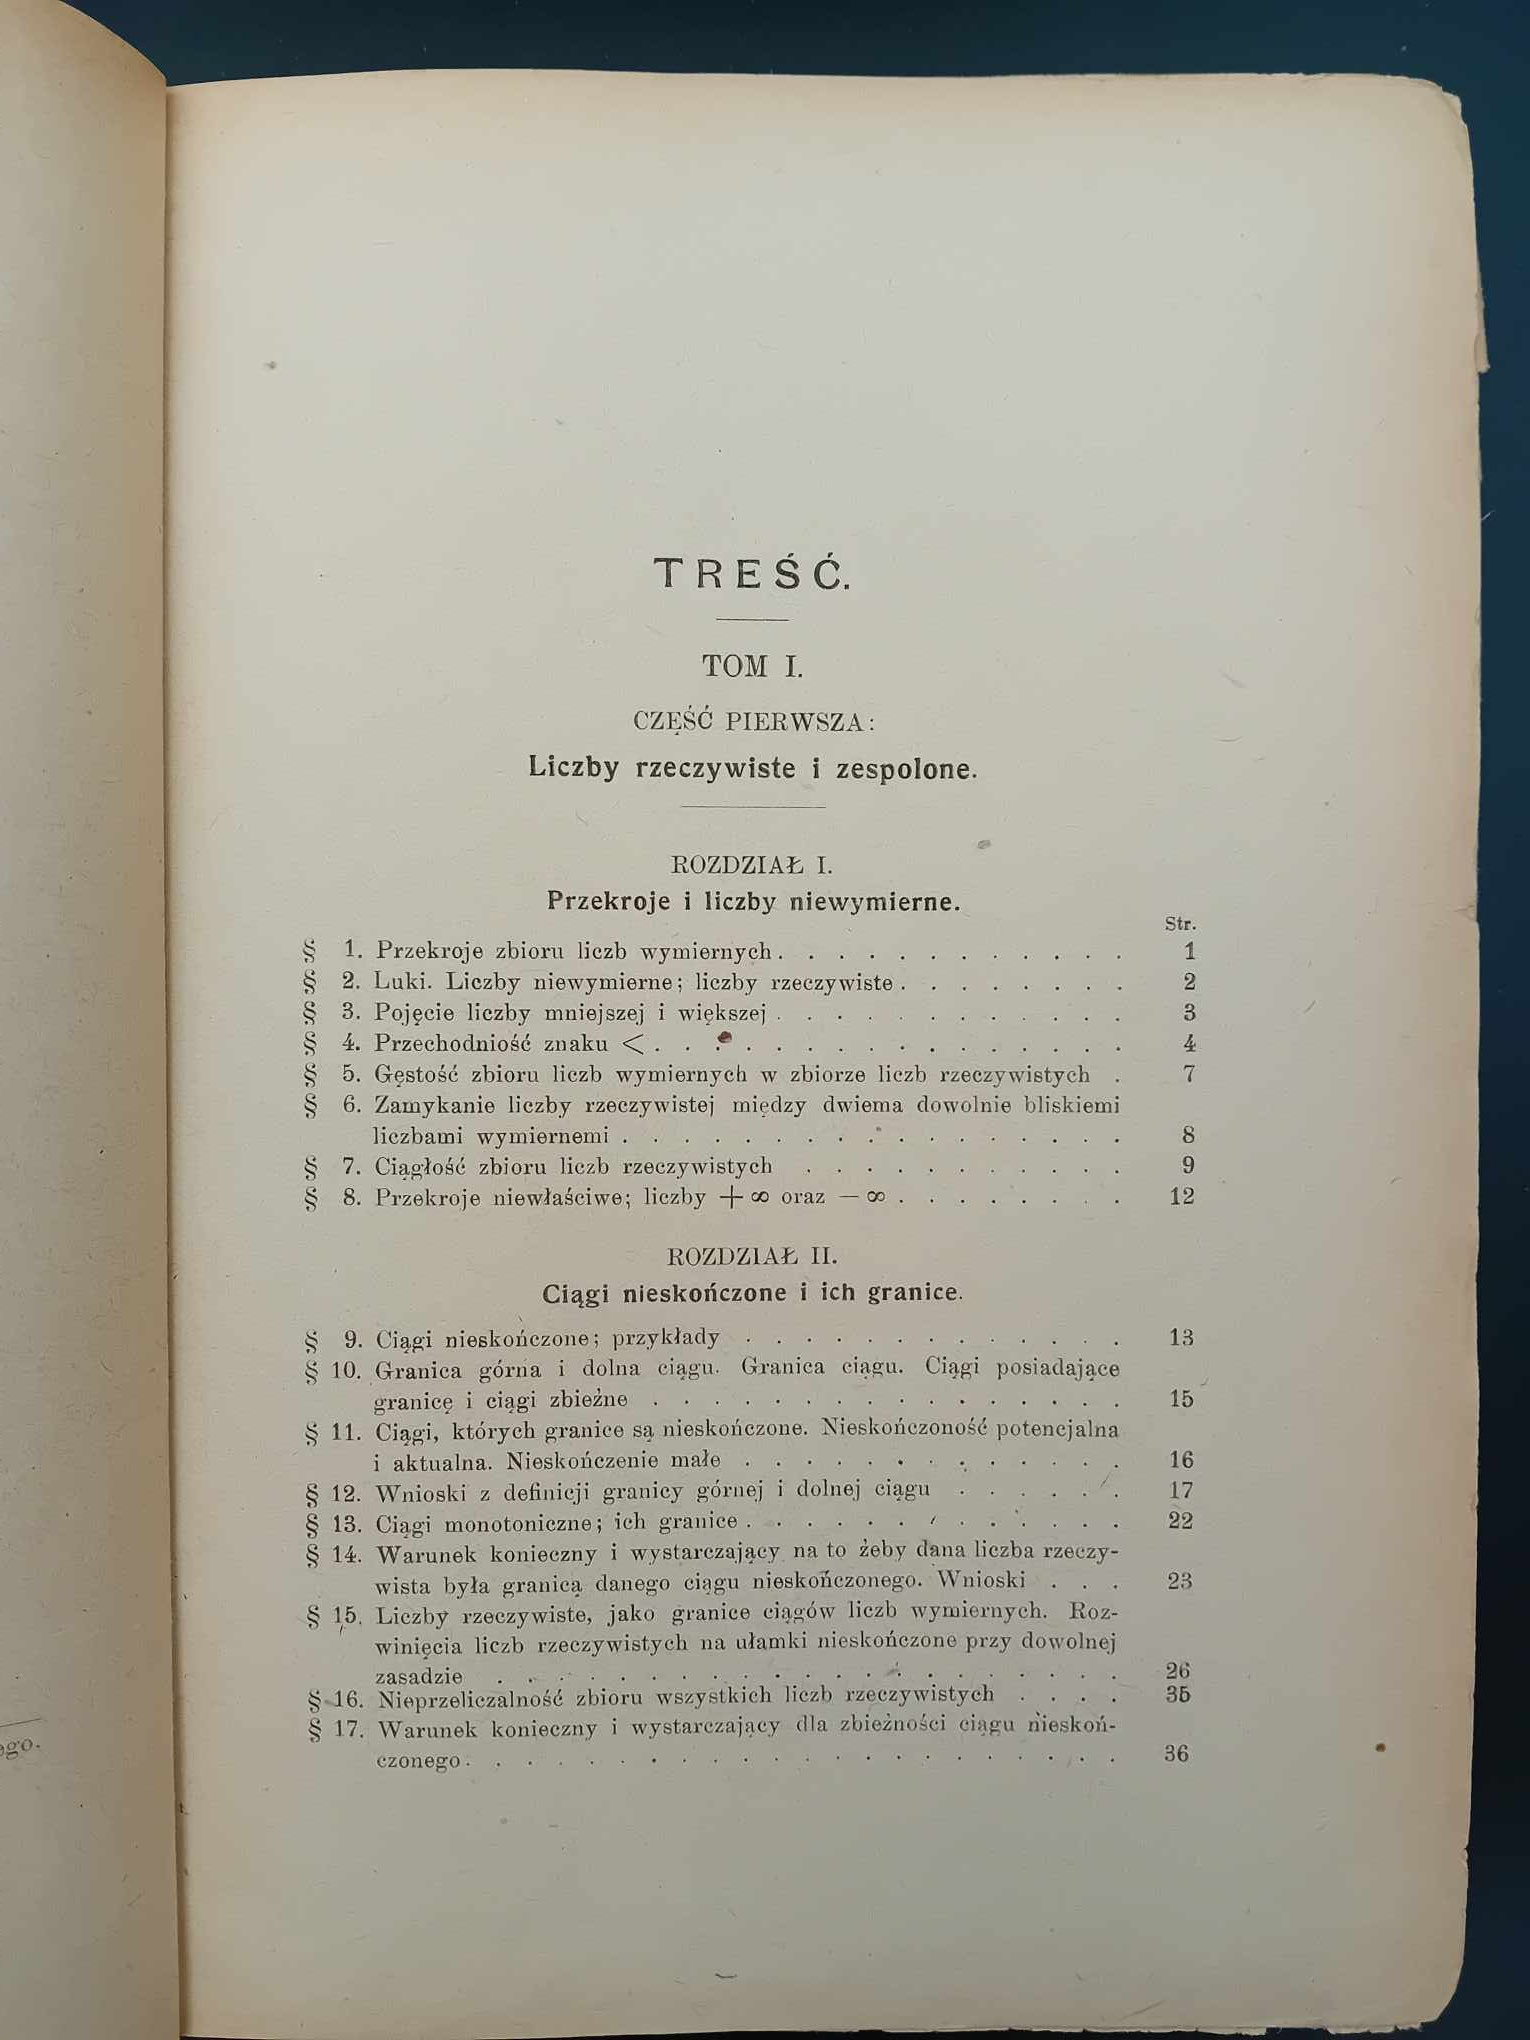 TREŚĆ.
TOM I.
CZĘŚĆ PIERWSZA:
Liczby rzeczywiste i zespolone.
ROZDZIAŁ I.
Przekroje i liczby niewymierne.
Str.
§ 1. Przekroje zbioru liczb wymiernych . . . . . . . . . . . . 1
§ 2. Luki. Liczby niewymierne; liczby rzeczywiste . . . . . . . . 2
§ 3. Pojęcie liczby mniejszej i większej . . . . . . . . . . . . 3
§ 4. Przechodniość znaku < . . . . . . . . . . . . . . . . 4
§ 5. Gęstość zbioru liczb wymiernych w zbiorze liczb rzeczywistych . 7
§ 6. Zamykanie liczby rzeczywistej między dwiema dowolnie bliskiemi
liczbami wymiernemi . . . . . . . . . . . . . . . . . 8
§ 7. Ciągłość zbioru liczb rzeczywistych . . . . . . . . . . . 9
§ 8. Przekroje niewłaściwe; liczby + ∞ oraz — ∞ . . . . . . . . 12
ROZDZIAŁ II.
Ciągi nieskończone i ich granice.
§ 9. Ciągi nieskończone; przykłady . . . . . . . . . . . . . 13
§ 10. Granica górna i dolna ciągu. Granica ciągu. Ciągi posiadające
granicę i ciągi zbieżne . . . . . . . . . . . . . . . . 15
§ 11. Ciągi, których granice są nieskończone. Nieskończoność potencjalna
i aktualna. Nieskończenie małe . . . . . . . . . . . . . 16
§ 12. Wnioski z definicji granicy górnej i dolnej ciągu . . . . . . 17
§ 13. Ciągi monotoniczne; ich granice . . . . . . . . . . . . . 22
§ 14. Warunek konieczny i wystarczający na to żeby dana liczba rzeczy-
wista była granicą danego ciągu nieskończonego. Wnioski . . . 23
§ 15. Liczby rzeczywiste, jako granice ciągów liczb wymiernych. Roz-
winięcia liczb rzeczywistych na ułamki nieskończone przy dowolnej
zasadzie . . . . . . . . . . . . . . . . . . . . . 26
§ 16. Nieprzeliczalność zbioru wszystkich liczb rzeczywistych . . . . 35
§ 17. Warunek konieczny i wystarczający dla zbieżności ciągu nieskoń-
czonego . . . . . . . . . . . . . . . . . . . . . . 36